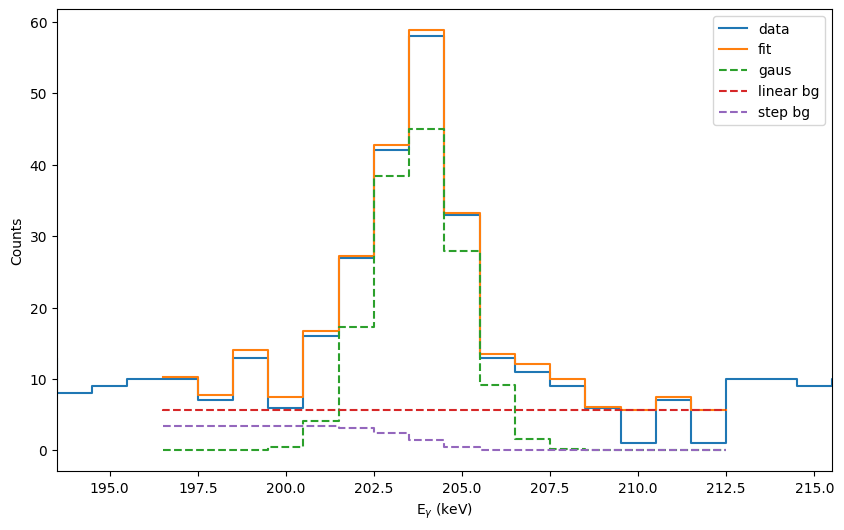 60
50
40
30
20
10
0
Counts
195.0 197.5 200.0 202.5 205.0 207.5 210.0 212.5 215.0
Eγ (keV)
data
fit
gaus
linear bg
step bg